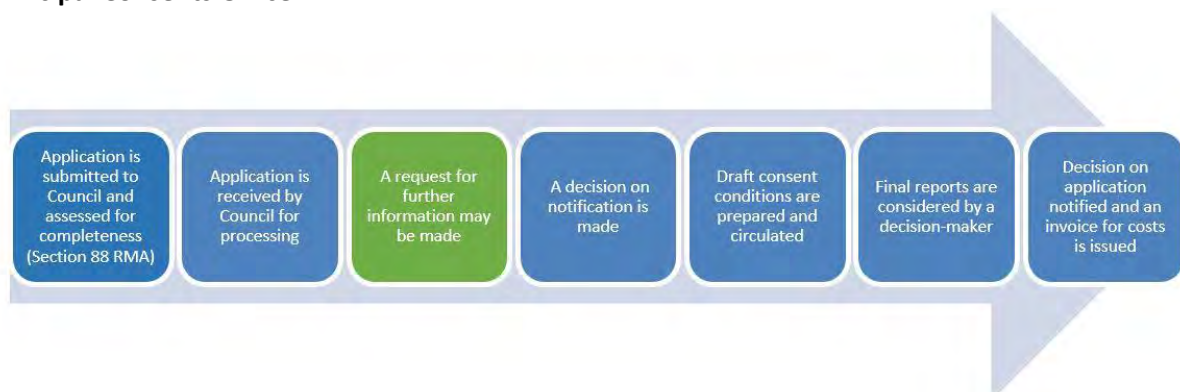 Application is
submitted to
Council and
assessed for
completeness
(Section 88 RMA)
Application is
received by
Council for
processing
A request for
further
information may
be made
A decision on
notification is
made
Draft consent
conditions are
prepared and
circulated
Final reports are
considered by a
decision-maker
Decision on
application
notified and an
invoice for costs
is issued